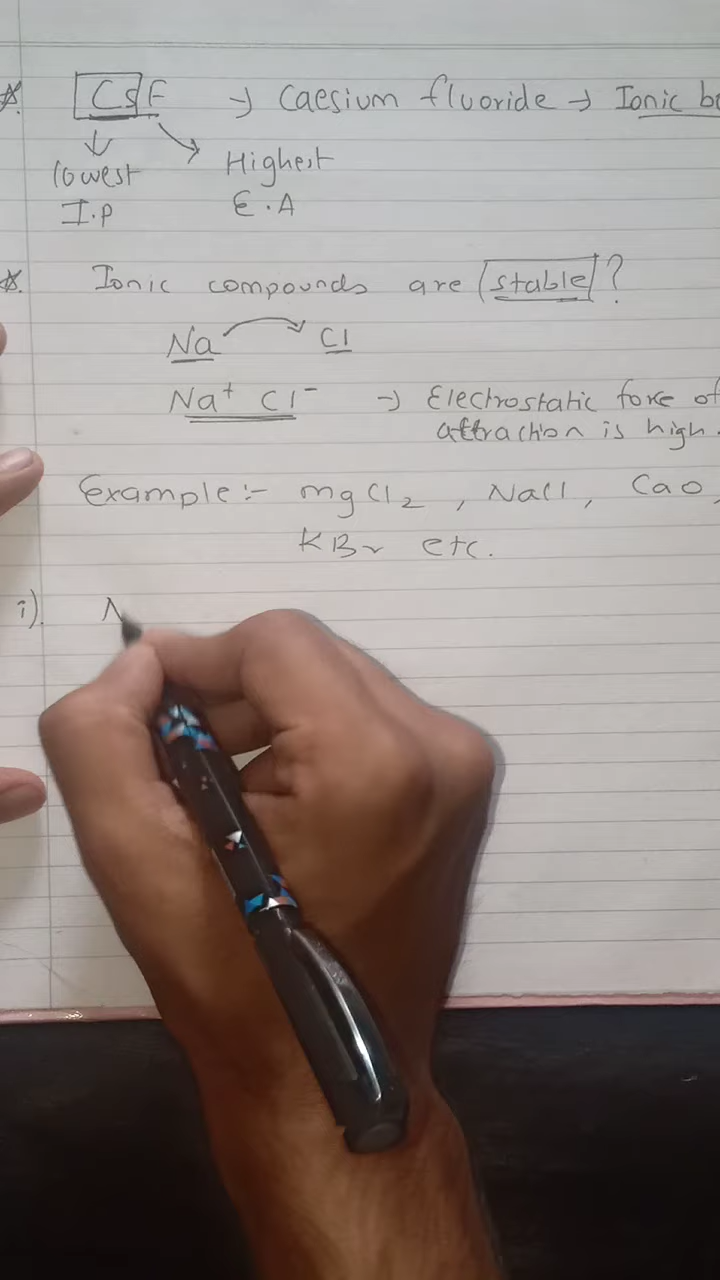 CsF → Caesium fluoride → Ionic
lowest Highest
I.P E.A
Ionic compounds are stable ?
Na Cl
Na⁺ Cl⁻ → Electrostatic force of
attraction is high.
Example :- mgCl₂ , NaCl, CaO,
KBr etc.
i). N